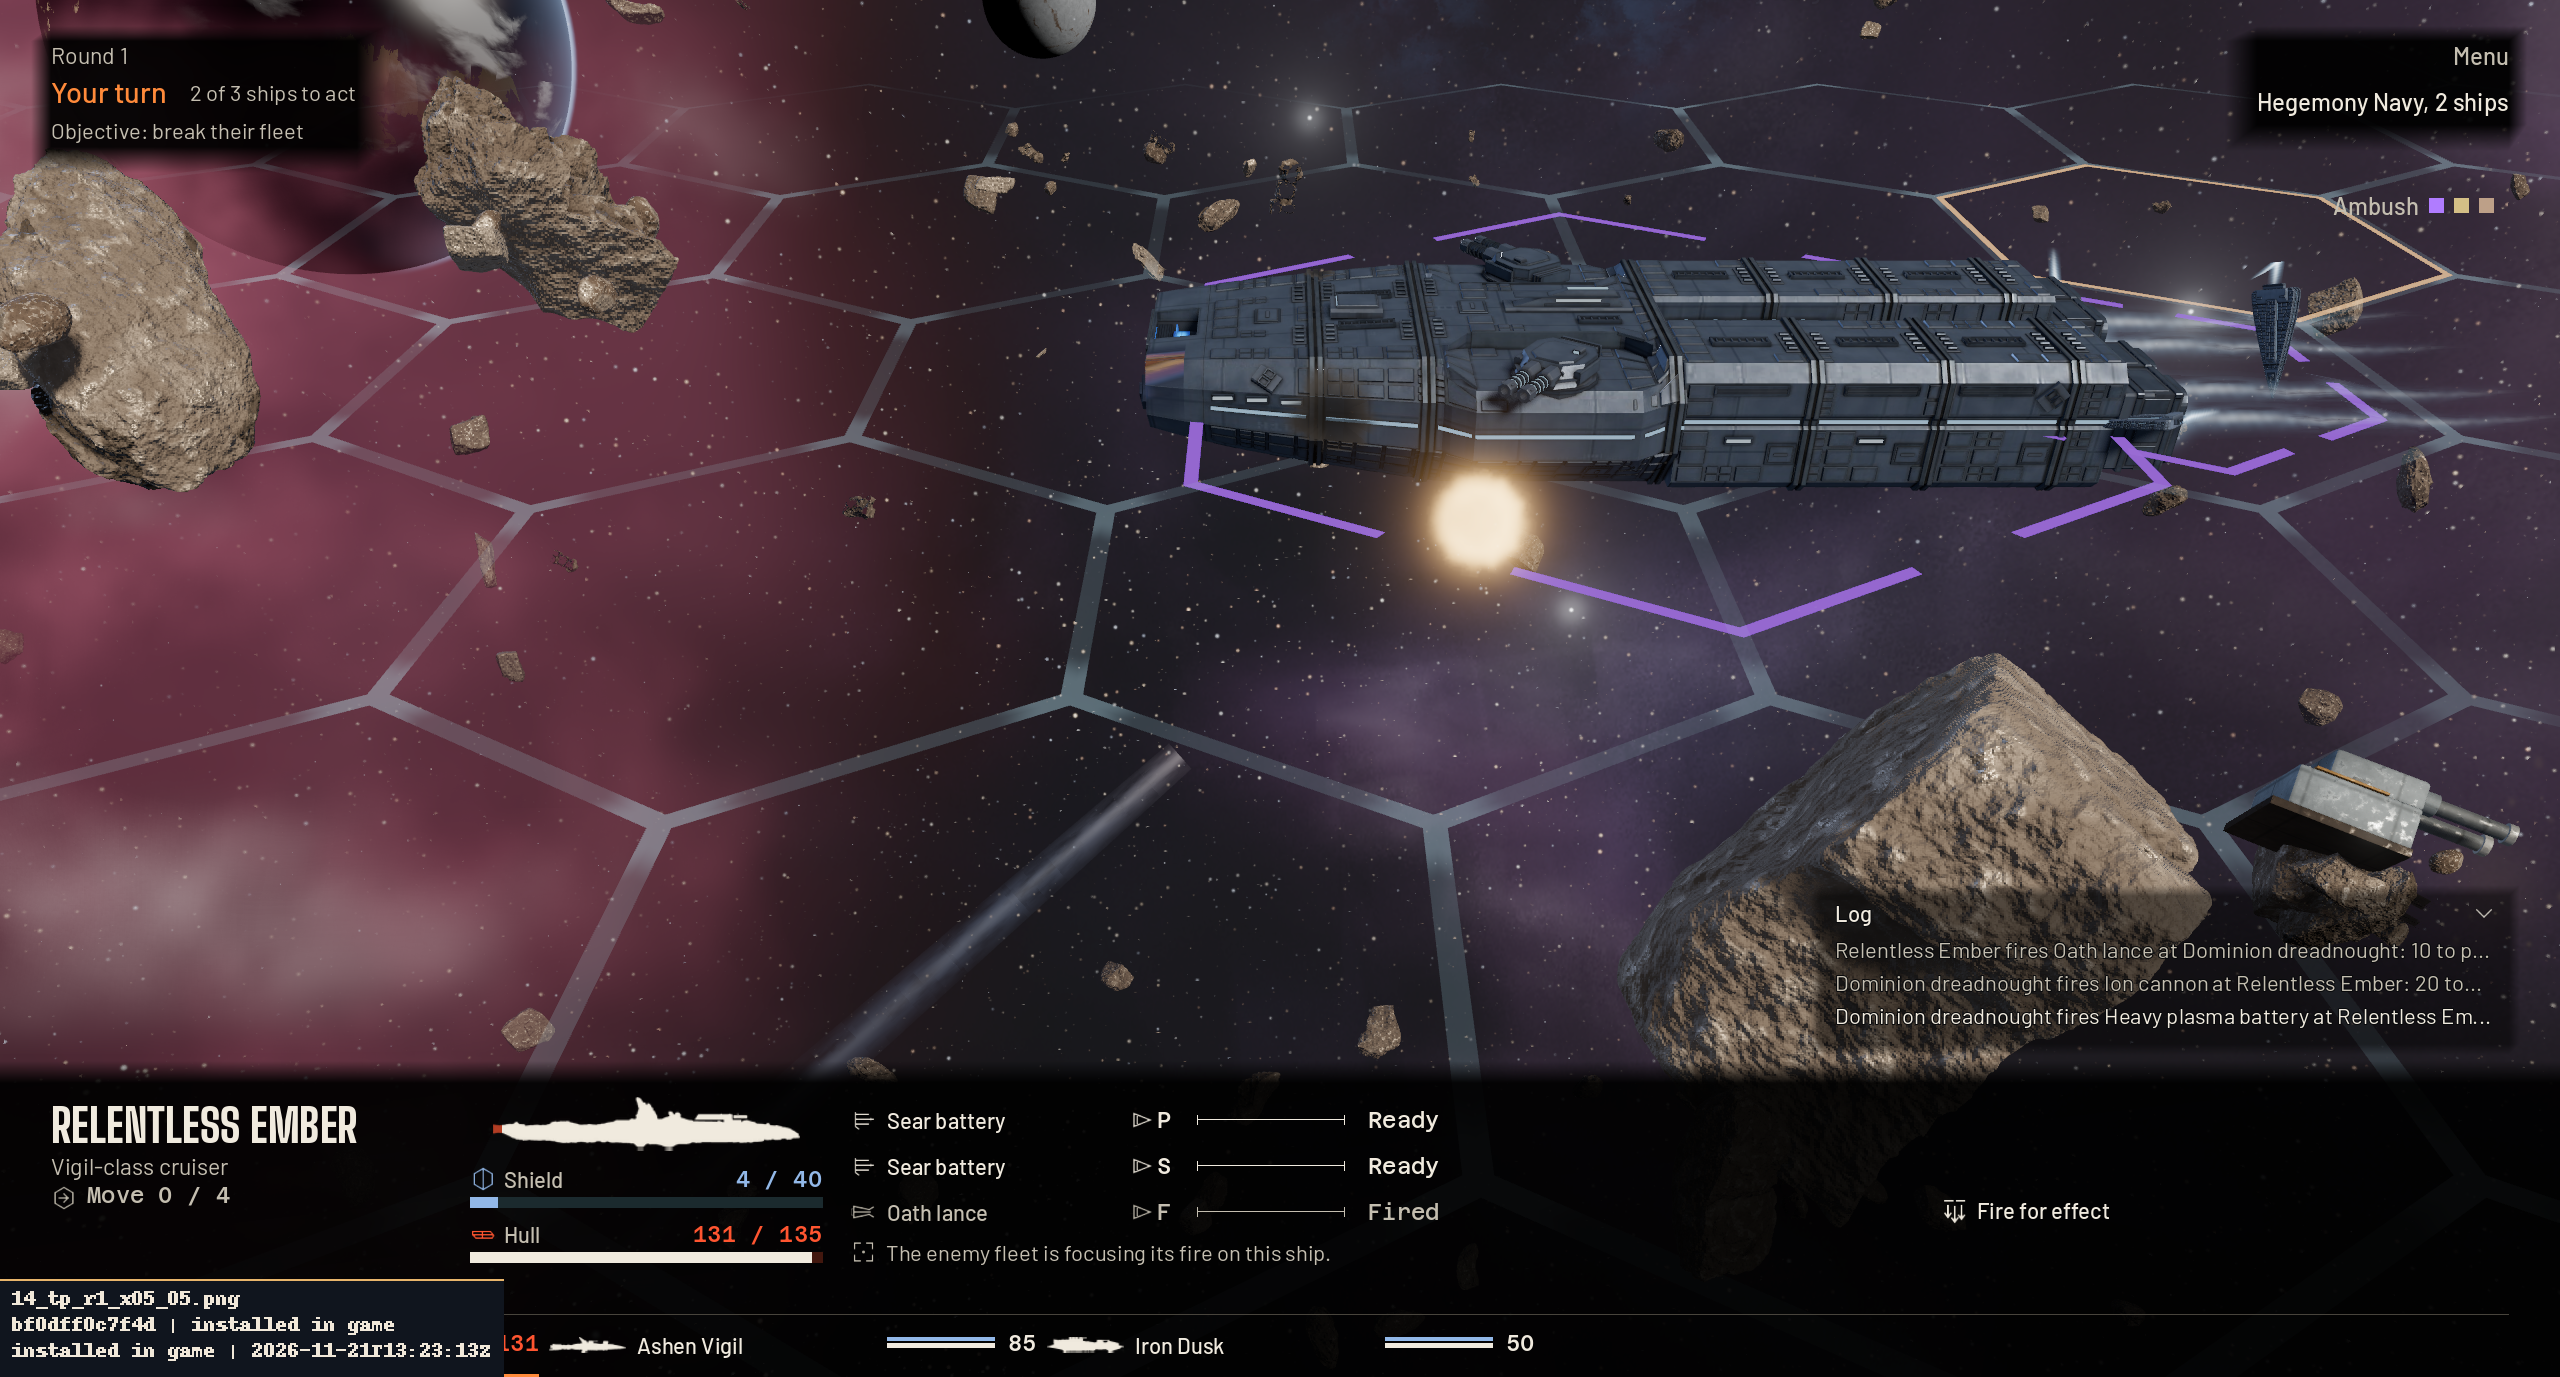 Round 1
Your turn 2 of 3 ships to act
Objective: break their fleet
Menu
Hegemony Navy, 2 ships
Ambush
Log
Relentless Ember fires Oath lance at Dominion dreadnought: 10 to p...
Dominion dreadnought fires Ion cannon at Relentless Ember: 20 to...
Dominion dreadnought fires Heavy plasma battery at Relentless Em...
RELENTLESS EMBER
Vigil-class cruiser
Move 0 / 4
Shield 4 / 40
Hull 131 / 135
Sear battery P Ready
Sear battery S Ready
Oath lance F Fired
The enemy fleet is focusing its fire on this ship.
Fire for effect
14_tp_r1_x05_05.png
bf0dff0c7f4d | installed in game
installed in game | 2026-11-21T13:23:13Z
131 Ashen Vigil 85 Iron Dusk 50